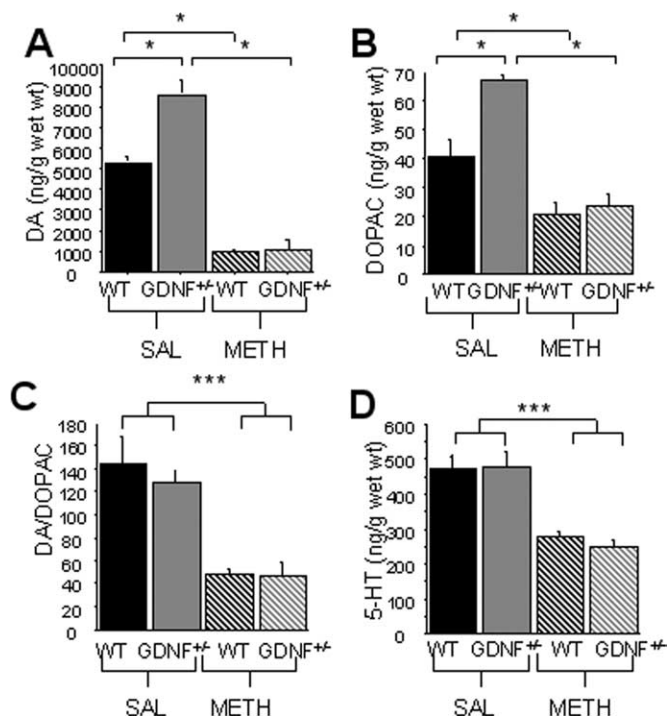 A
*
*
*
DA (ng/g wet wt)
10000
9000
8000
7000
6000
5000
4000
3000
2000
1000
0
WT GDNF+/- WT GDNF+/-
SAL METH
B
*
*
*
DOPAC (ng/g wet wt)
70
60
50
40
30
20
10
0
WT GDNF+/- WT GDNF+/-
SAL METH
C
***
DA/DOPAC
180
160
140
120
100
80
60
40
20
0
WT GDNF+/- WT GDNF+/-
SAL METH
D
***
5-HT (ng/g wet wt)
600
500
400
300
200
100
0
WT GDNF+/- WT GDNF+/-
SAL METH